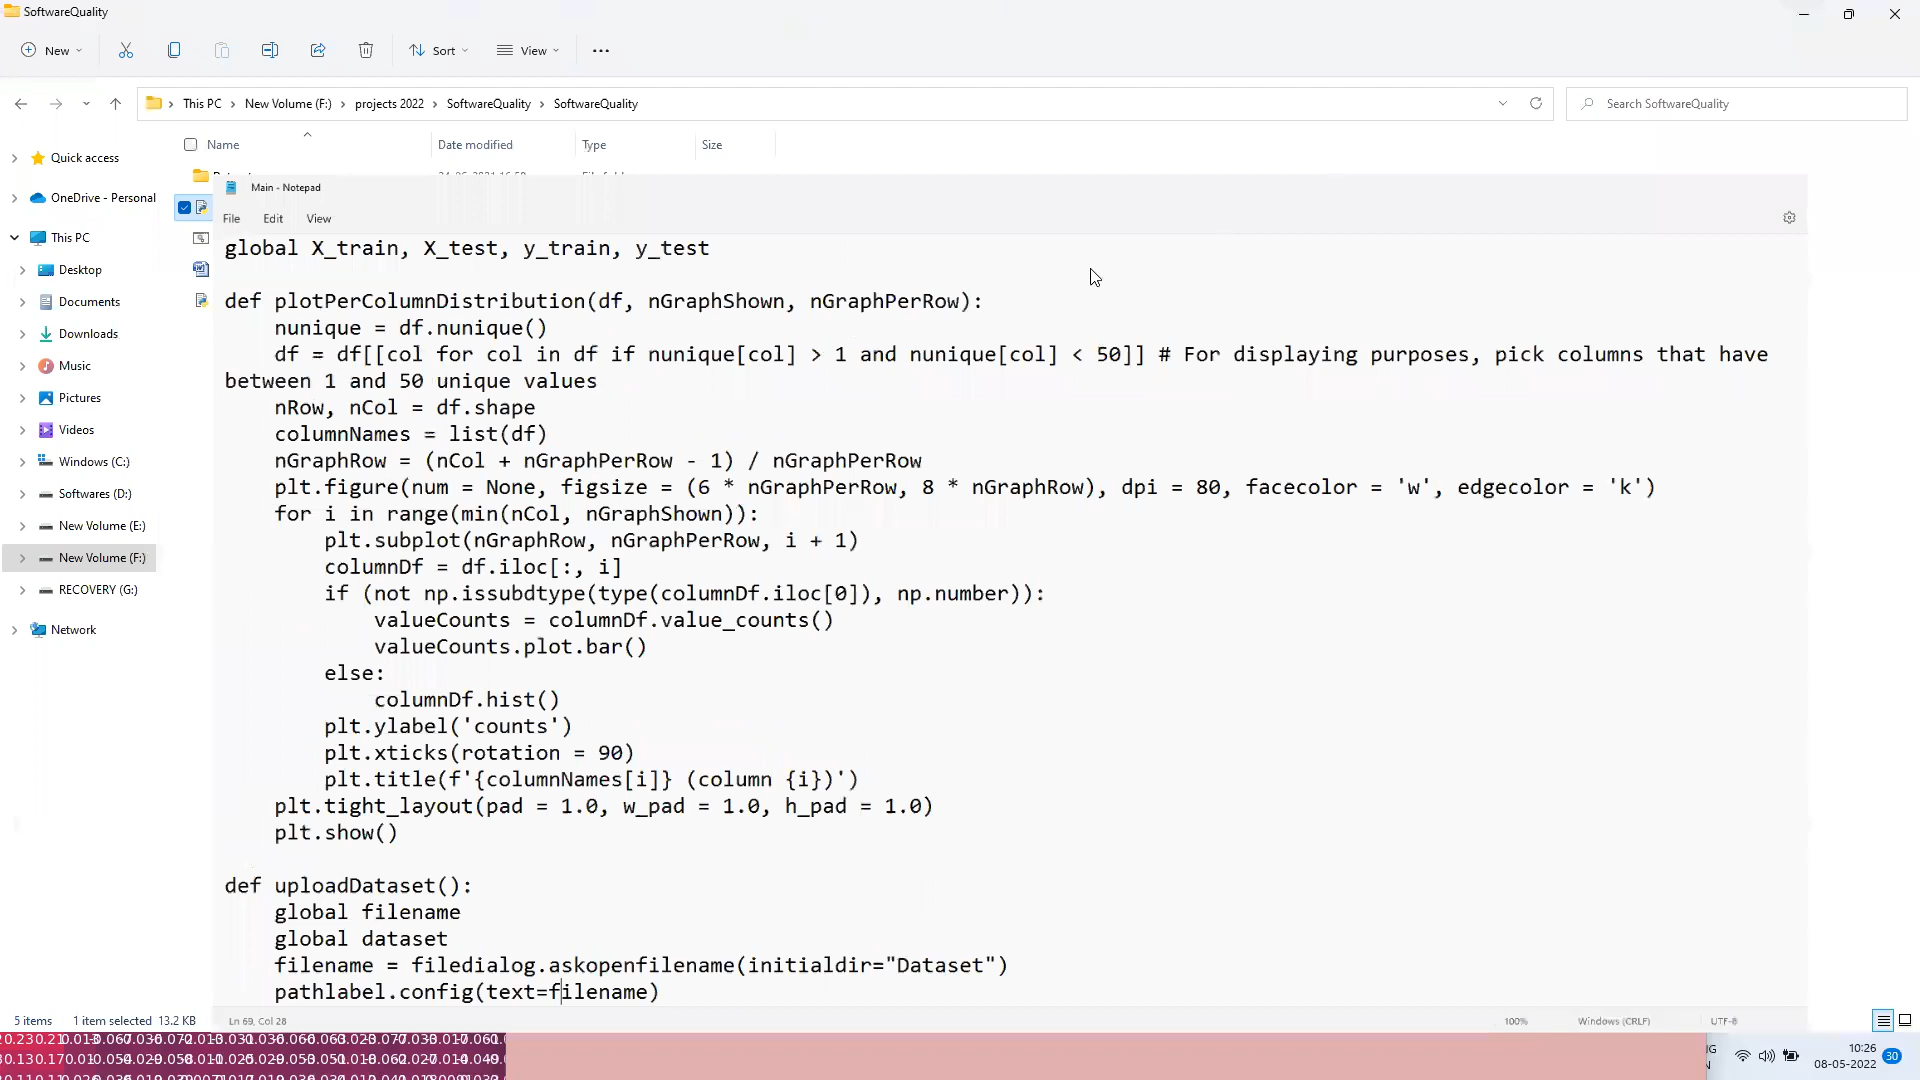 SoftwareQuality
New
Sort
View
This PC
New Volume (F:)
projects 2022
SoftwareQuality
SoftwareQuality
Search SoftwareQuality
Name
Date modified
Type
Size
Quick access
OneDrive - Personal
This PC
Desktop
Documents
Downloads
Music
Pictures
Videos
Windows (C:)
Softwares (D:)
New Volume (E:)
New Volume (F:)
RECOVERY (G:)
Network
Main - Notepad
File
Edit
View
global X_train, X_test, y_train, y_test
def plotPerColumnDistribution(df, nGraphShown, nGraphPerRow):
nunique = df.nunique()
df = df[[col for col in df if nunique[col] > 1 and nunique[col] < 50]] # For displaying purposes, pick columns that have
between 1 and 50 unique values
nRow, nCol = df.shape
columnNames = list(df)
nGraphRow = (nCol + nGraphPerRow - 1) / nGraphPerRow
plt.figure(num = None, figsize = (6 * nGraphPerRow, 8 * nGraphRow), dpi = 80, facecolor = 'w', edgecolor = 'k')
for i in range(min(nCol, nGraphShown)):
plt.subplot(nGraphRow, nGraphPerRow, i + 1)
columnDf = df.iloc[:, i]
if (not np.issubdtype(type(columnDf.iloc[0]), np.number)):
valueCounts = columnDf.value_counts()
valueCounts.plot.bar()
else:
columnDf.hist()
plt.ylabel('counts')
plt.xticks(rotation = 90)
plt.title(f'{columnNames[i]} (column {i})')
plt.tight_layout(pad = 1.0, w_pad = 1.0, h_pad = 1.0)
plt.show()
def uploadDataset():
global filename
global dataset
filename = filedialog.askopenfilename(initialdir="Dataset")
pathlabel.config(text=filename)
Ln 69, Col 28
100%
Windows (CRLF)
UTF-8
5 items
1 item selected 13.2 KB
10:26
08-05-2022
30